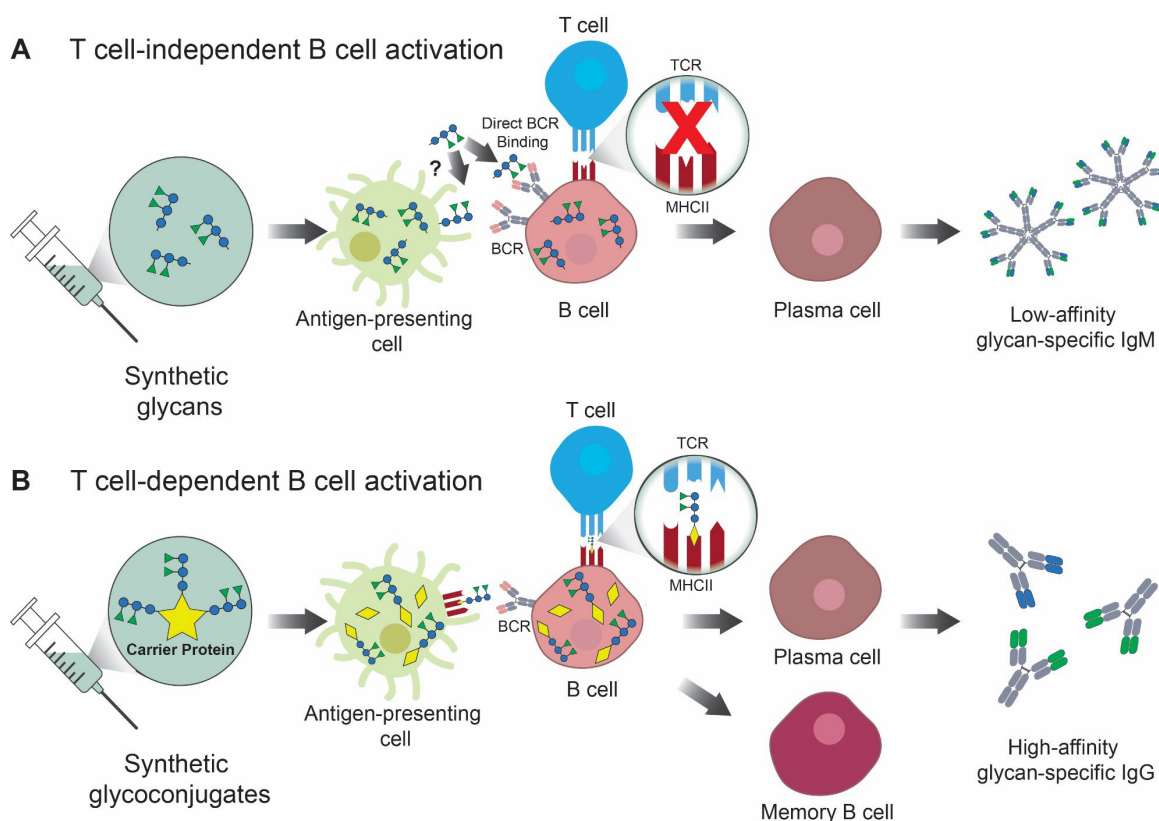 A T cell-independent B cell activation
T cell
TCR
Direct BCR
Binding
?
MHCII
BCR
Antigen-presenting
cell
B cell
Plasma cell
Low-affinity
glycan-specific IgM
Synthetic
glycans
B T cell-dependent B cell activation
T cell
TCR
MHCII
Carrier Protein
BCR
Antigen-presenting
cell
B cell
Plasma cell
Synthetic
glycoconjugates
Memory B cell
High-affinity
glycan-specific IgG